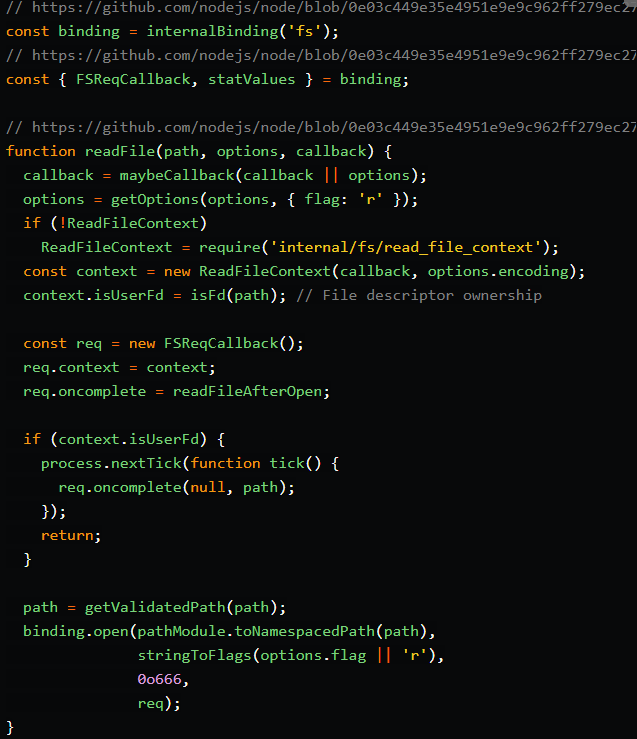 // https://github.com/nodejs/node/blob/0e03c449e35e4951e9e9c962ff279ec27
const binding = internalBinding('fs');
// https://github.com/nodejs/node/blob/0e03c449e35e4951e9e9c962ff279ec27
const { FSReqCallback, statValues } = binding;

// https://github.com/nodejs/node/blob/0e03c449e35e4951e9e9c962ff279ec27
function readFile(path, options, callback) {
  callback = maybeCallback(callback || options);
  options = getOptions(options, { flag: 'r' });
  if (!ReadFileContext)
    ReadFileContext = require('internal/fs/read_file_context');
  const context = new ReadFileContext(callback, options.encoding);
  context.isUserFd = isFd(path); // File descriptor ownership

  const req = new FSReqCallback();
  req.context = context;
  req.oncomplete = readFileAfterOpen;

  if (context.isUserFd) {
    process.nextTick(function tick() {
      req.oncomplete(null, path);
    });
    return;
  }

  path = getValidatedPath(path);
  binding.open(pathModule.toNamespacedPath(path),
               stringToFlags(options.flag || 'r'),
               0o666,
               req);
}